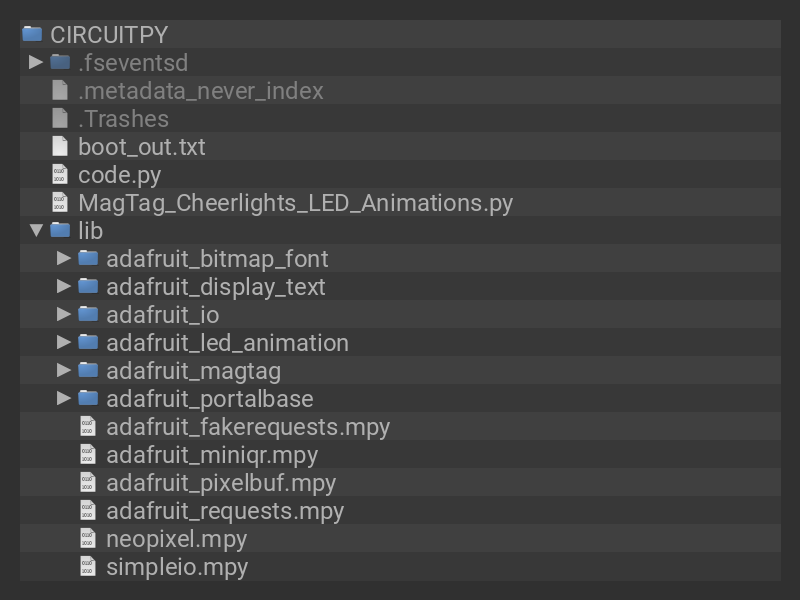 CIRCUITPY
.fseventsd
.metadata_never_index
.Trashes
boot_out.txt
code.py
MagTag_Cheerlights_LED_Animations.py
lib
adafruit_bitmap_font
adafruit_display_text
adafruit_io
adafruit_led_animation
adafruit_magtag
adafruit_portalbase
adafruit_fakerequests.mpy
adafruit_miniqr.mpy
adafruit_pixelbuf.mpy
adafruit_requests.mpy
neopixel.mpy
simpleio.mpy